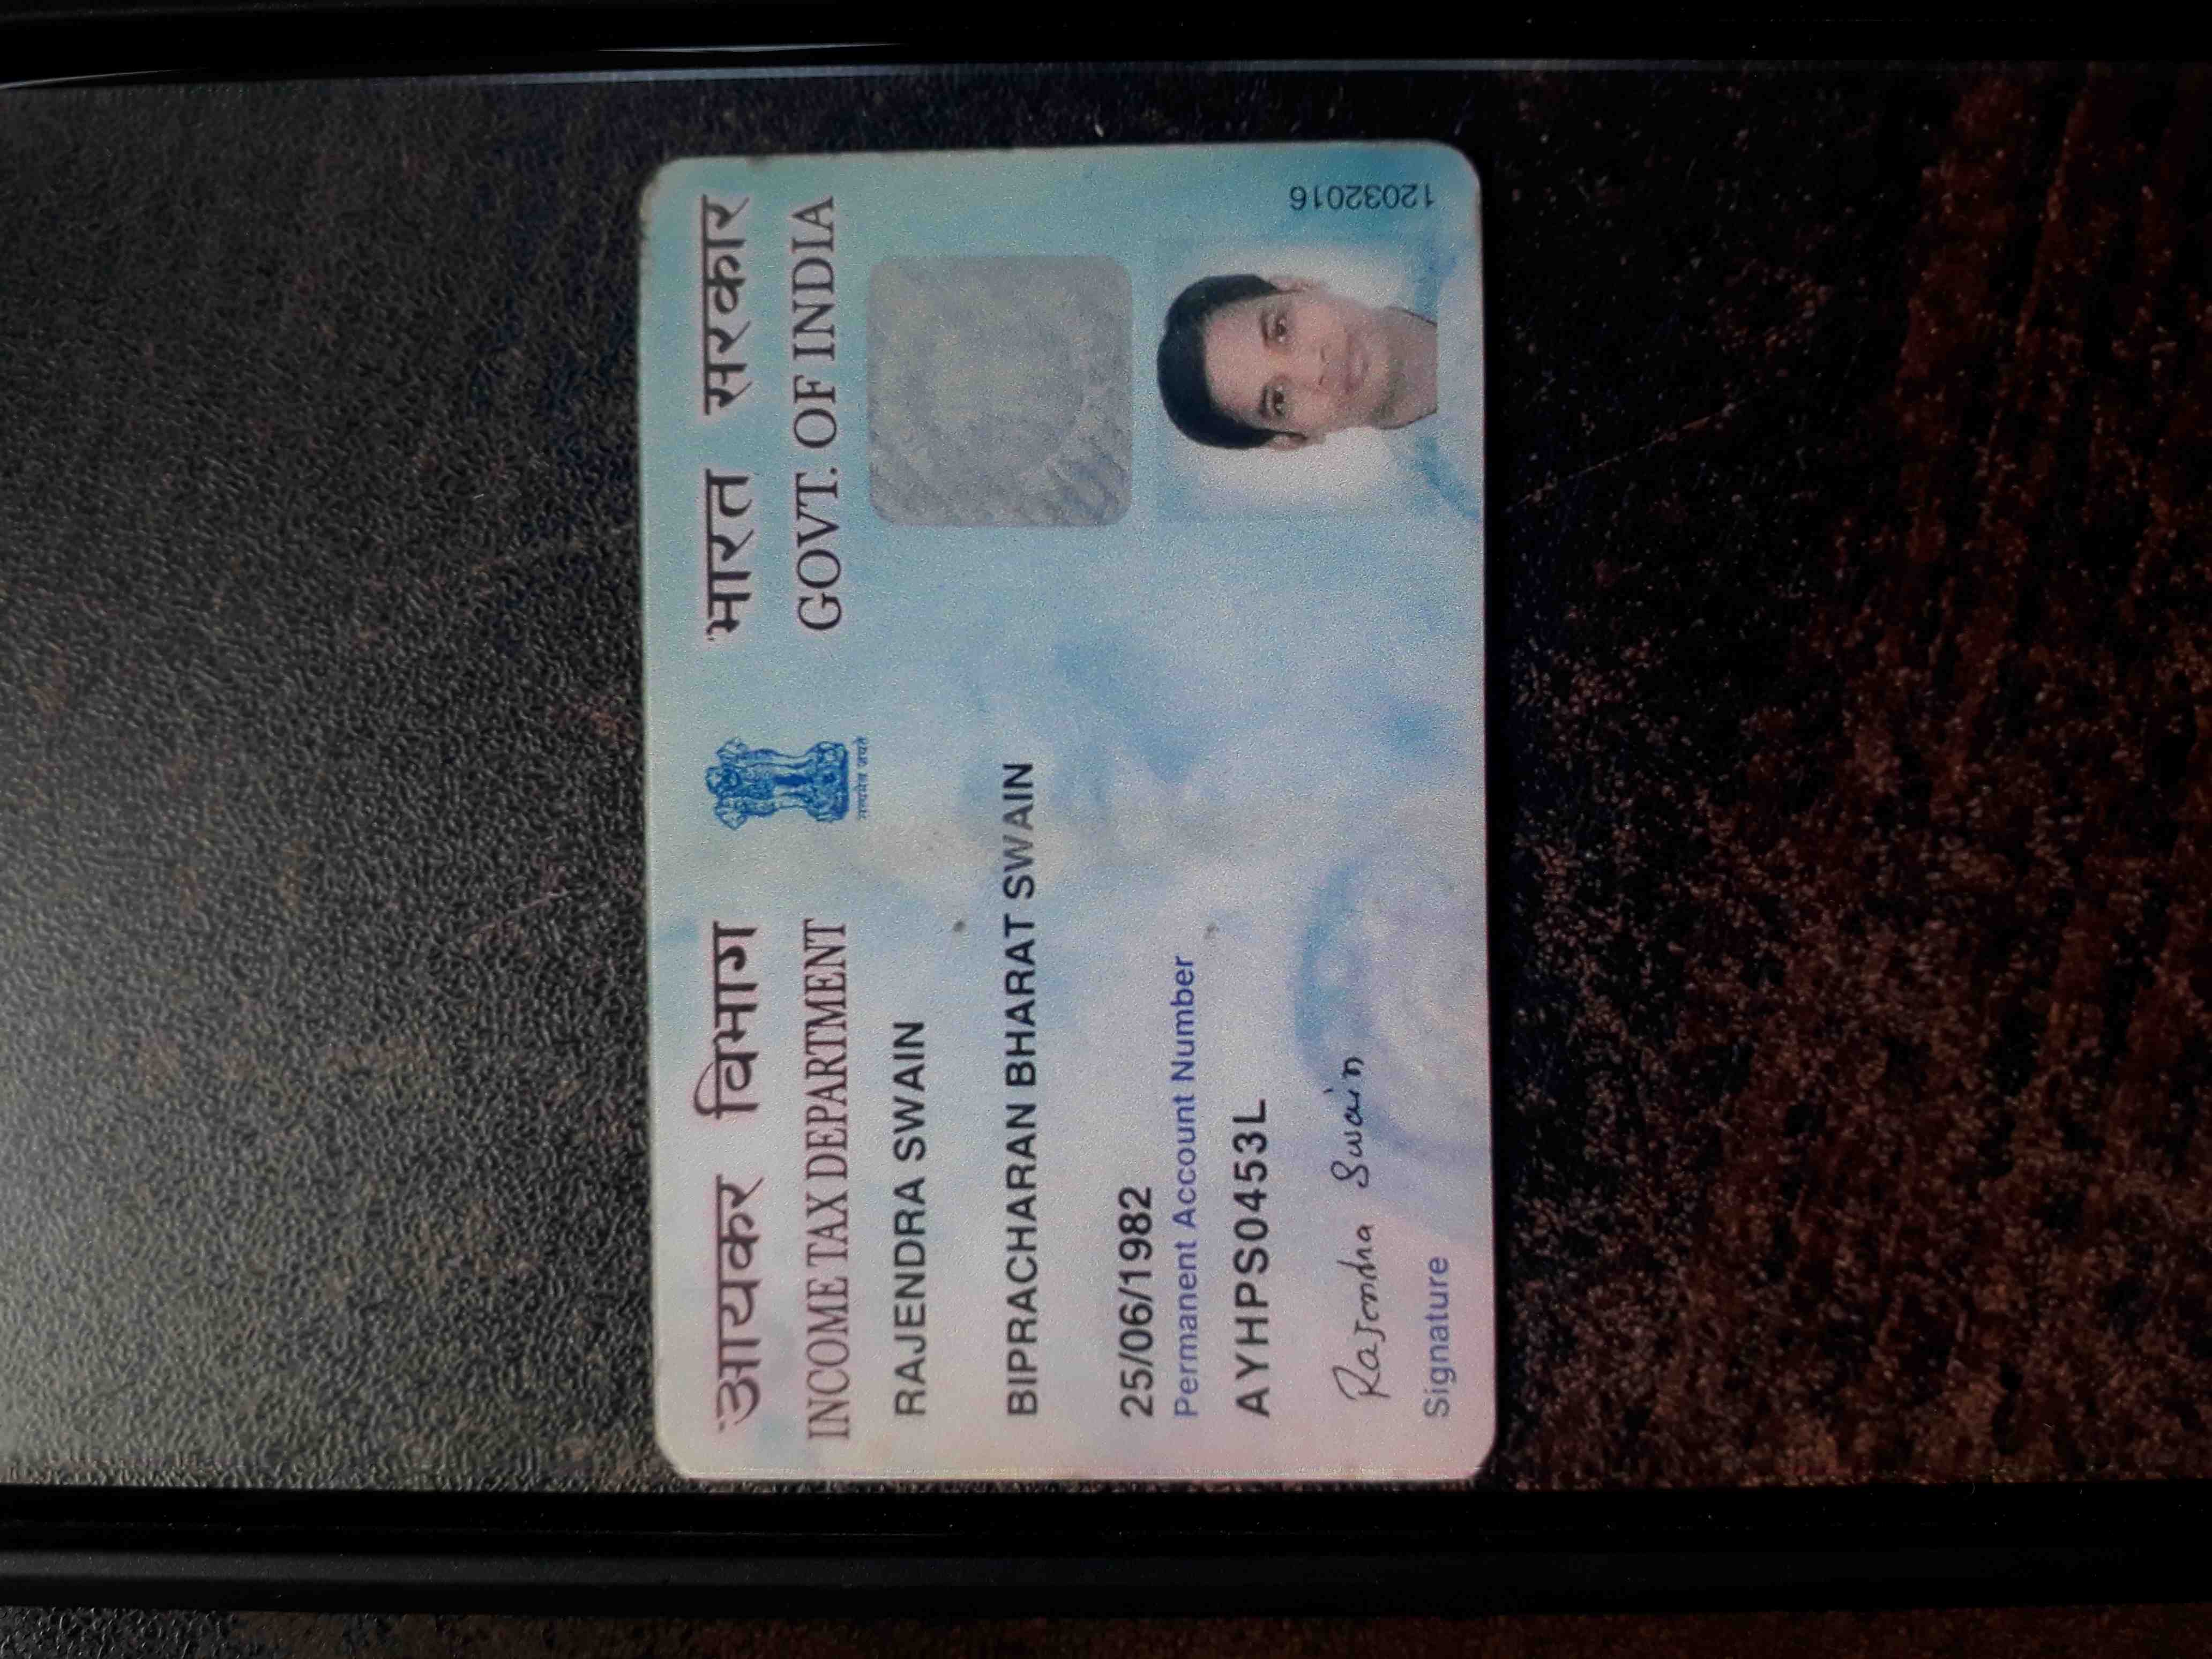 आयकर विभाग
INCOME TAX DEPARTMENT
सत्यमेव जयते
भारत सरकार
GOVT. OF INDIA
RAJENDRA SWAIN
BIPRACHARAN BHARAT SWAIN
25/06/1982
Permanent Account Number
AYHPS0453L
Rajendra Swain
Signature
12032016